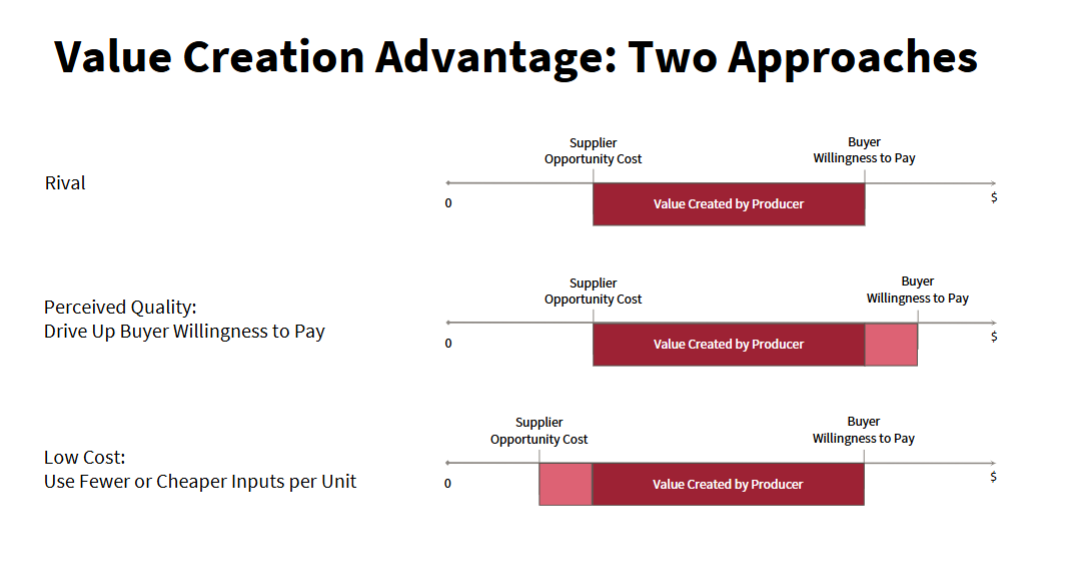 Value Creation Advantage: Two Approaches
Rival
Supplier
Opportunity Cost
Buyer
Willingness to Pay
0
Value Created by Producer
$
Perceived Quality:
Drive Up Buyer Willingness to Pay
Supplier
Opportunity Cost
Buyer
Willingness to Pay
0
Value Created by Producer
$
Low Cost:
Use Fewer or Cheaper Inputs per Unit
Supplier
Opportunity Cost
Buyer
Willingness to Pay
0
Value Created by Producer
$